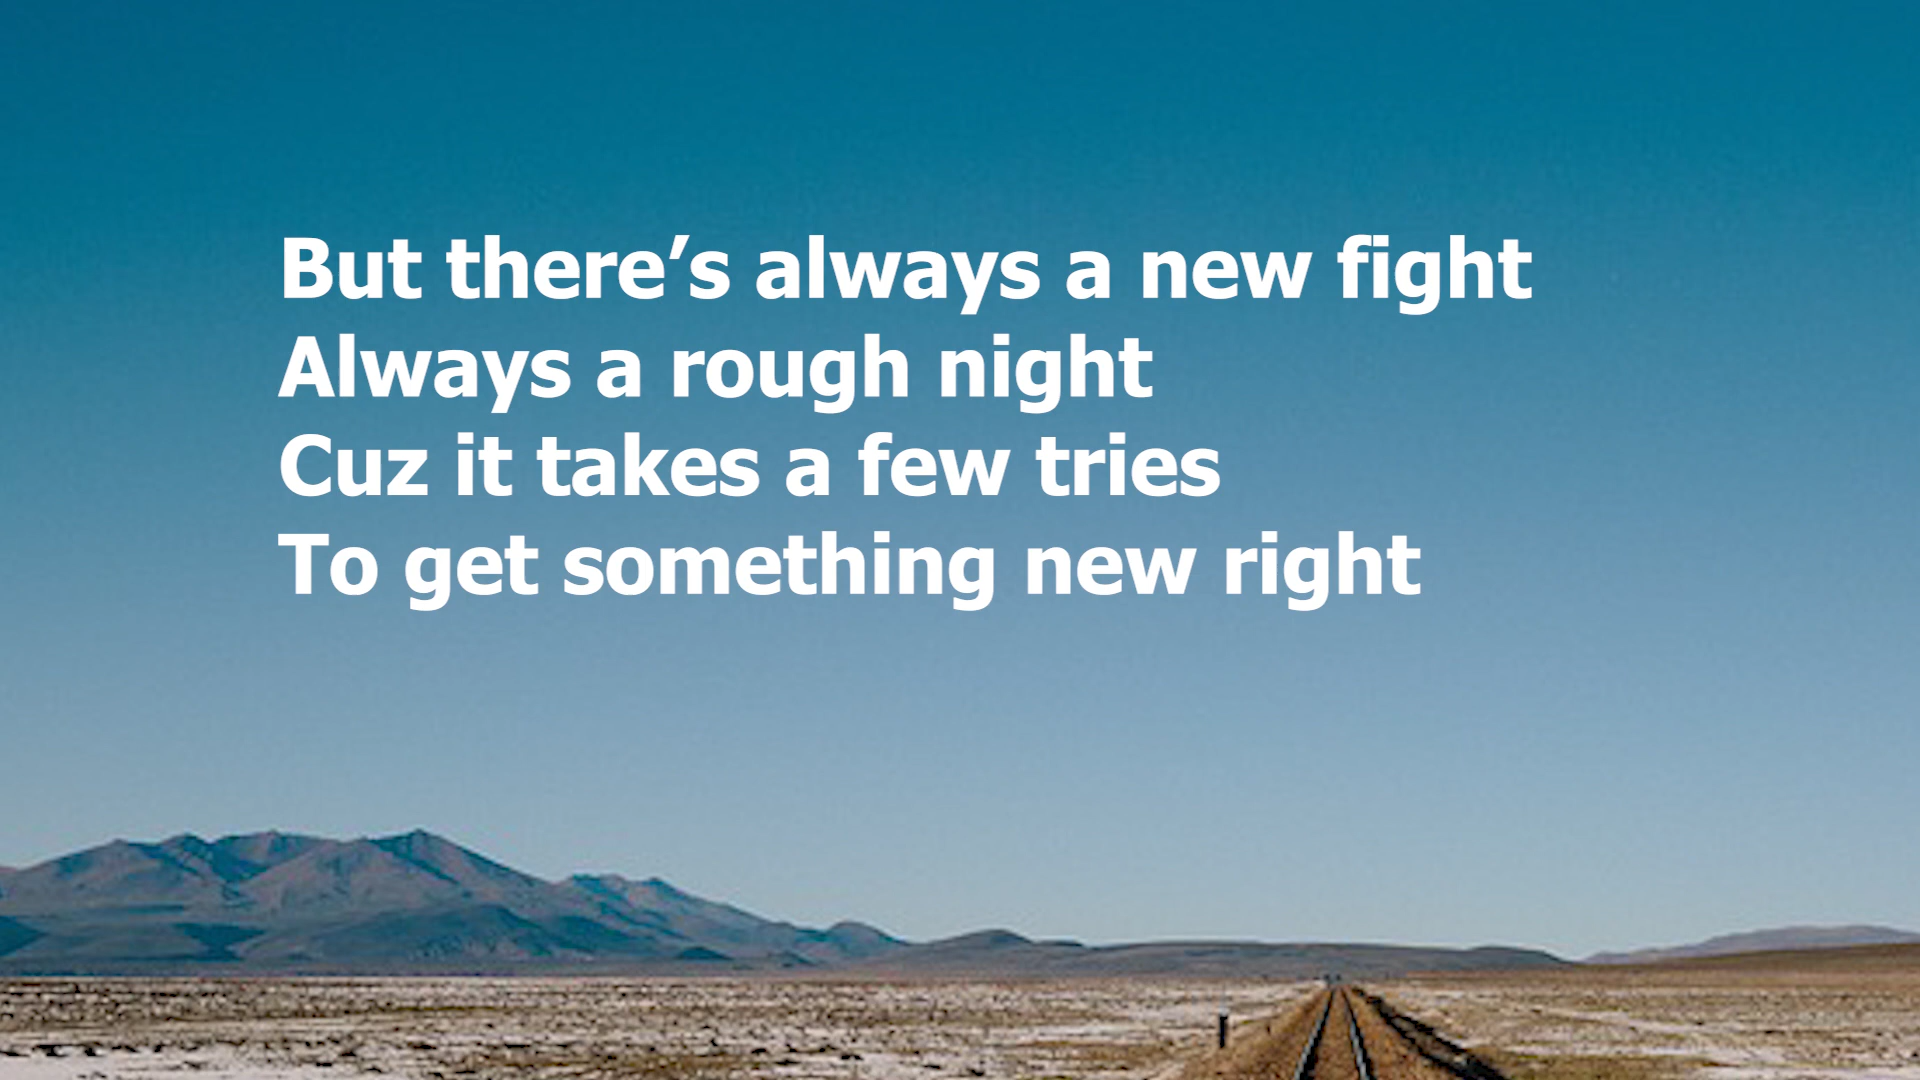 But there’s always a new fight
Always a rough night
Cuz it takes a few tries
To get something new right